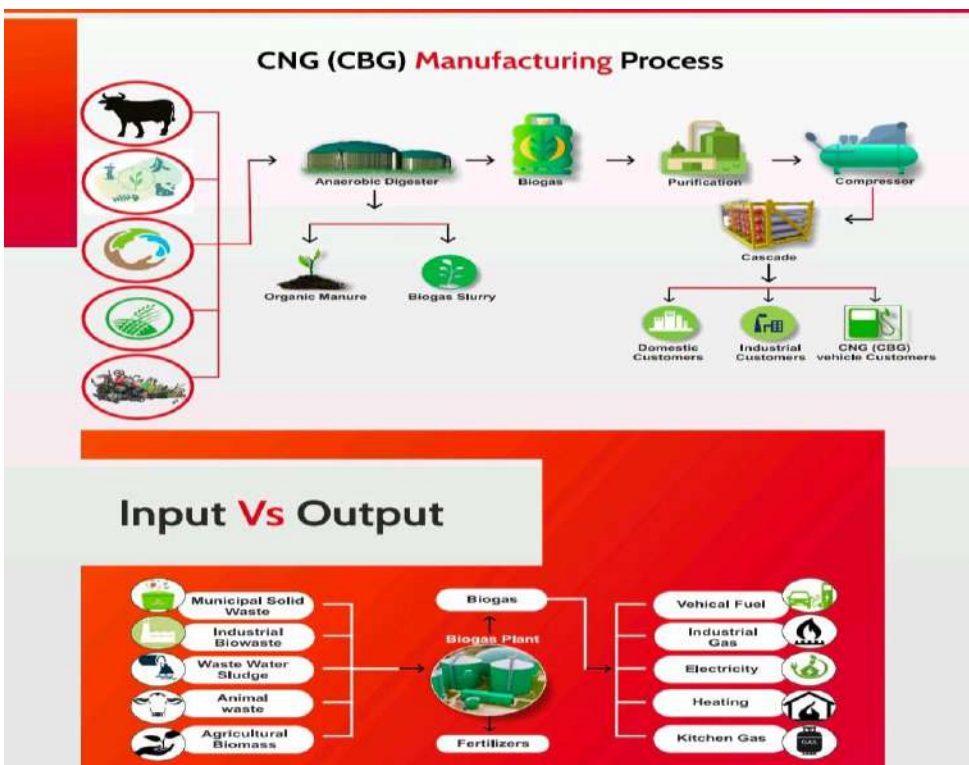 CNG (CBG) Manufacturing Process
Anaerobic Digester
Biogas
Purification
Compressor
Cascade
Organic Manure
Biogas Slurry
Domestic
Customers
Industrial
Customers
CNG (CBG)
vehicle Customers
Input Vs Output
Municipal Solid
Waste
Industrial
Biowaste
Waste Water
Sludge
Animal
waste
Agricultural
Biomass
Biogas
Biogas Plant
Fertilizers
Vehical Fuel
Industrial
Gas
Electricity
Heating
Kitchen Gas
GAS